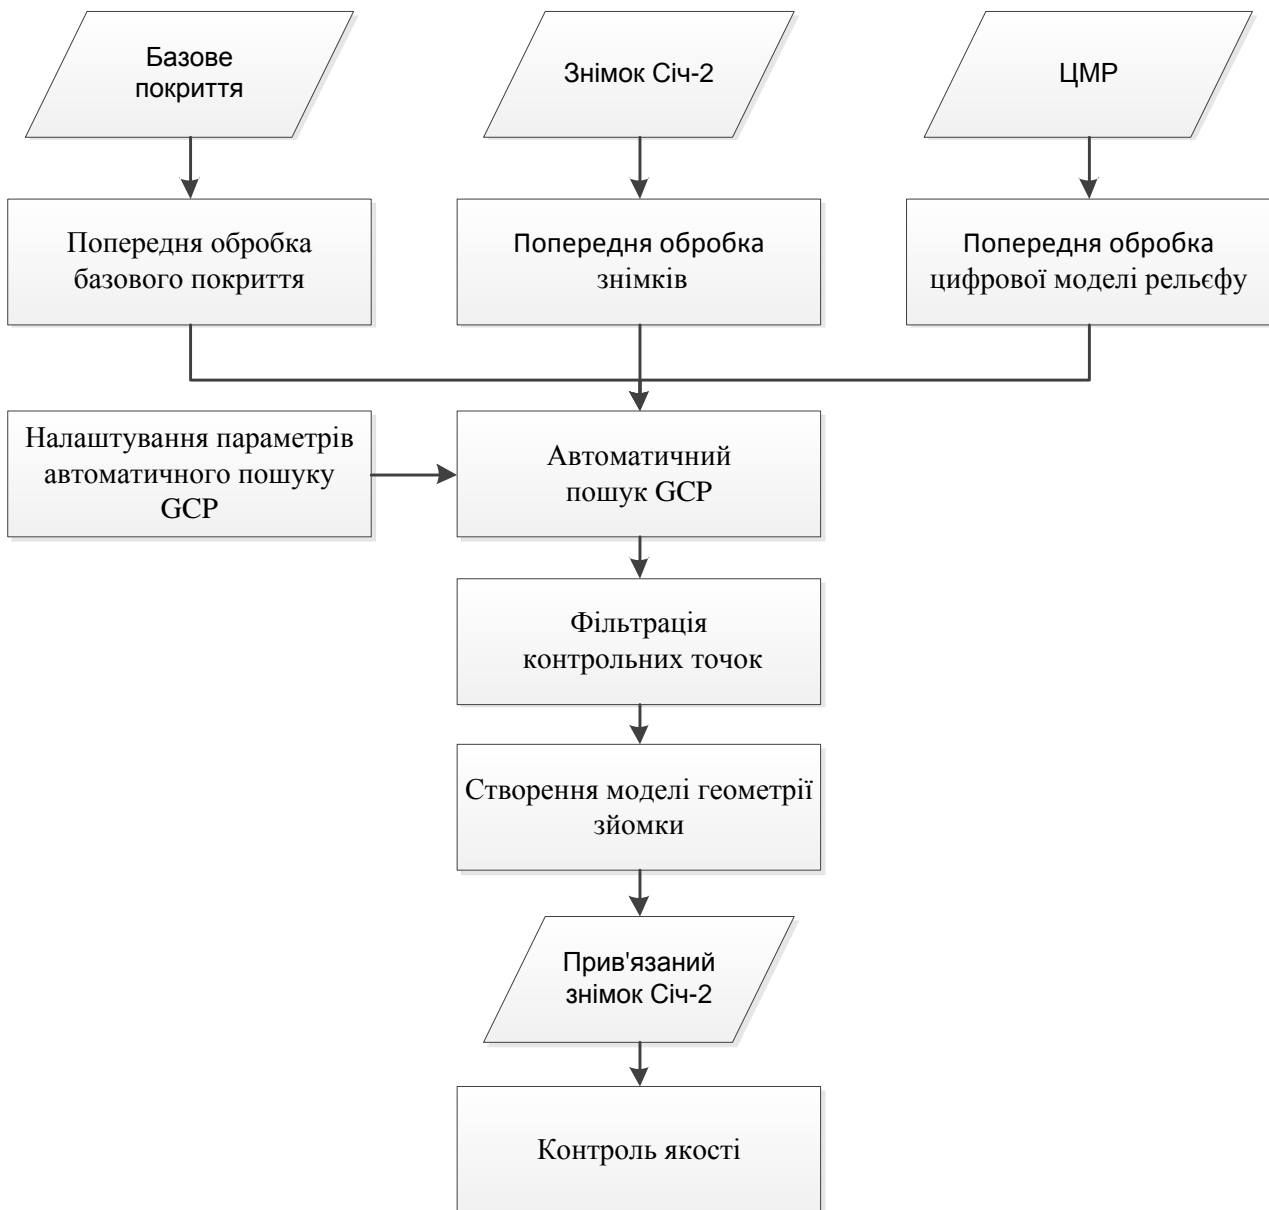 Базове
покриття
Знімок Січ-2
ЦМР
Попередня обробка
базового покриття
Попередня обробка
знімків
Попередня обробка
цифрової моделі рельєфу
Налаштування параметрів
автоматичного пошуку
GCP
Автоматичний
пошук GCP
Фільтрація
контрольних точок
Створення моделі геометрії
зйомки
Прив'язаний
знімок Січ-2
Контроль якості